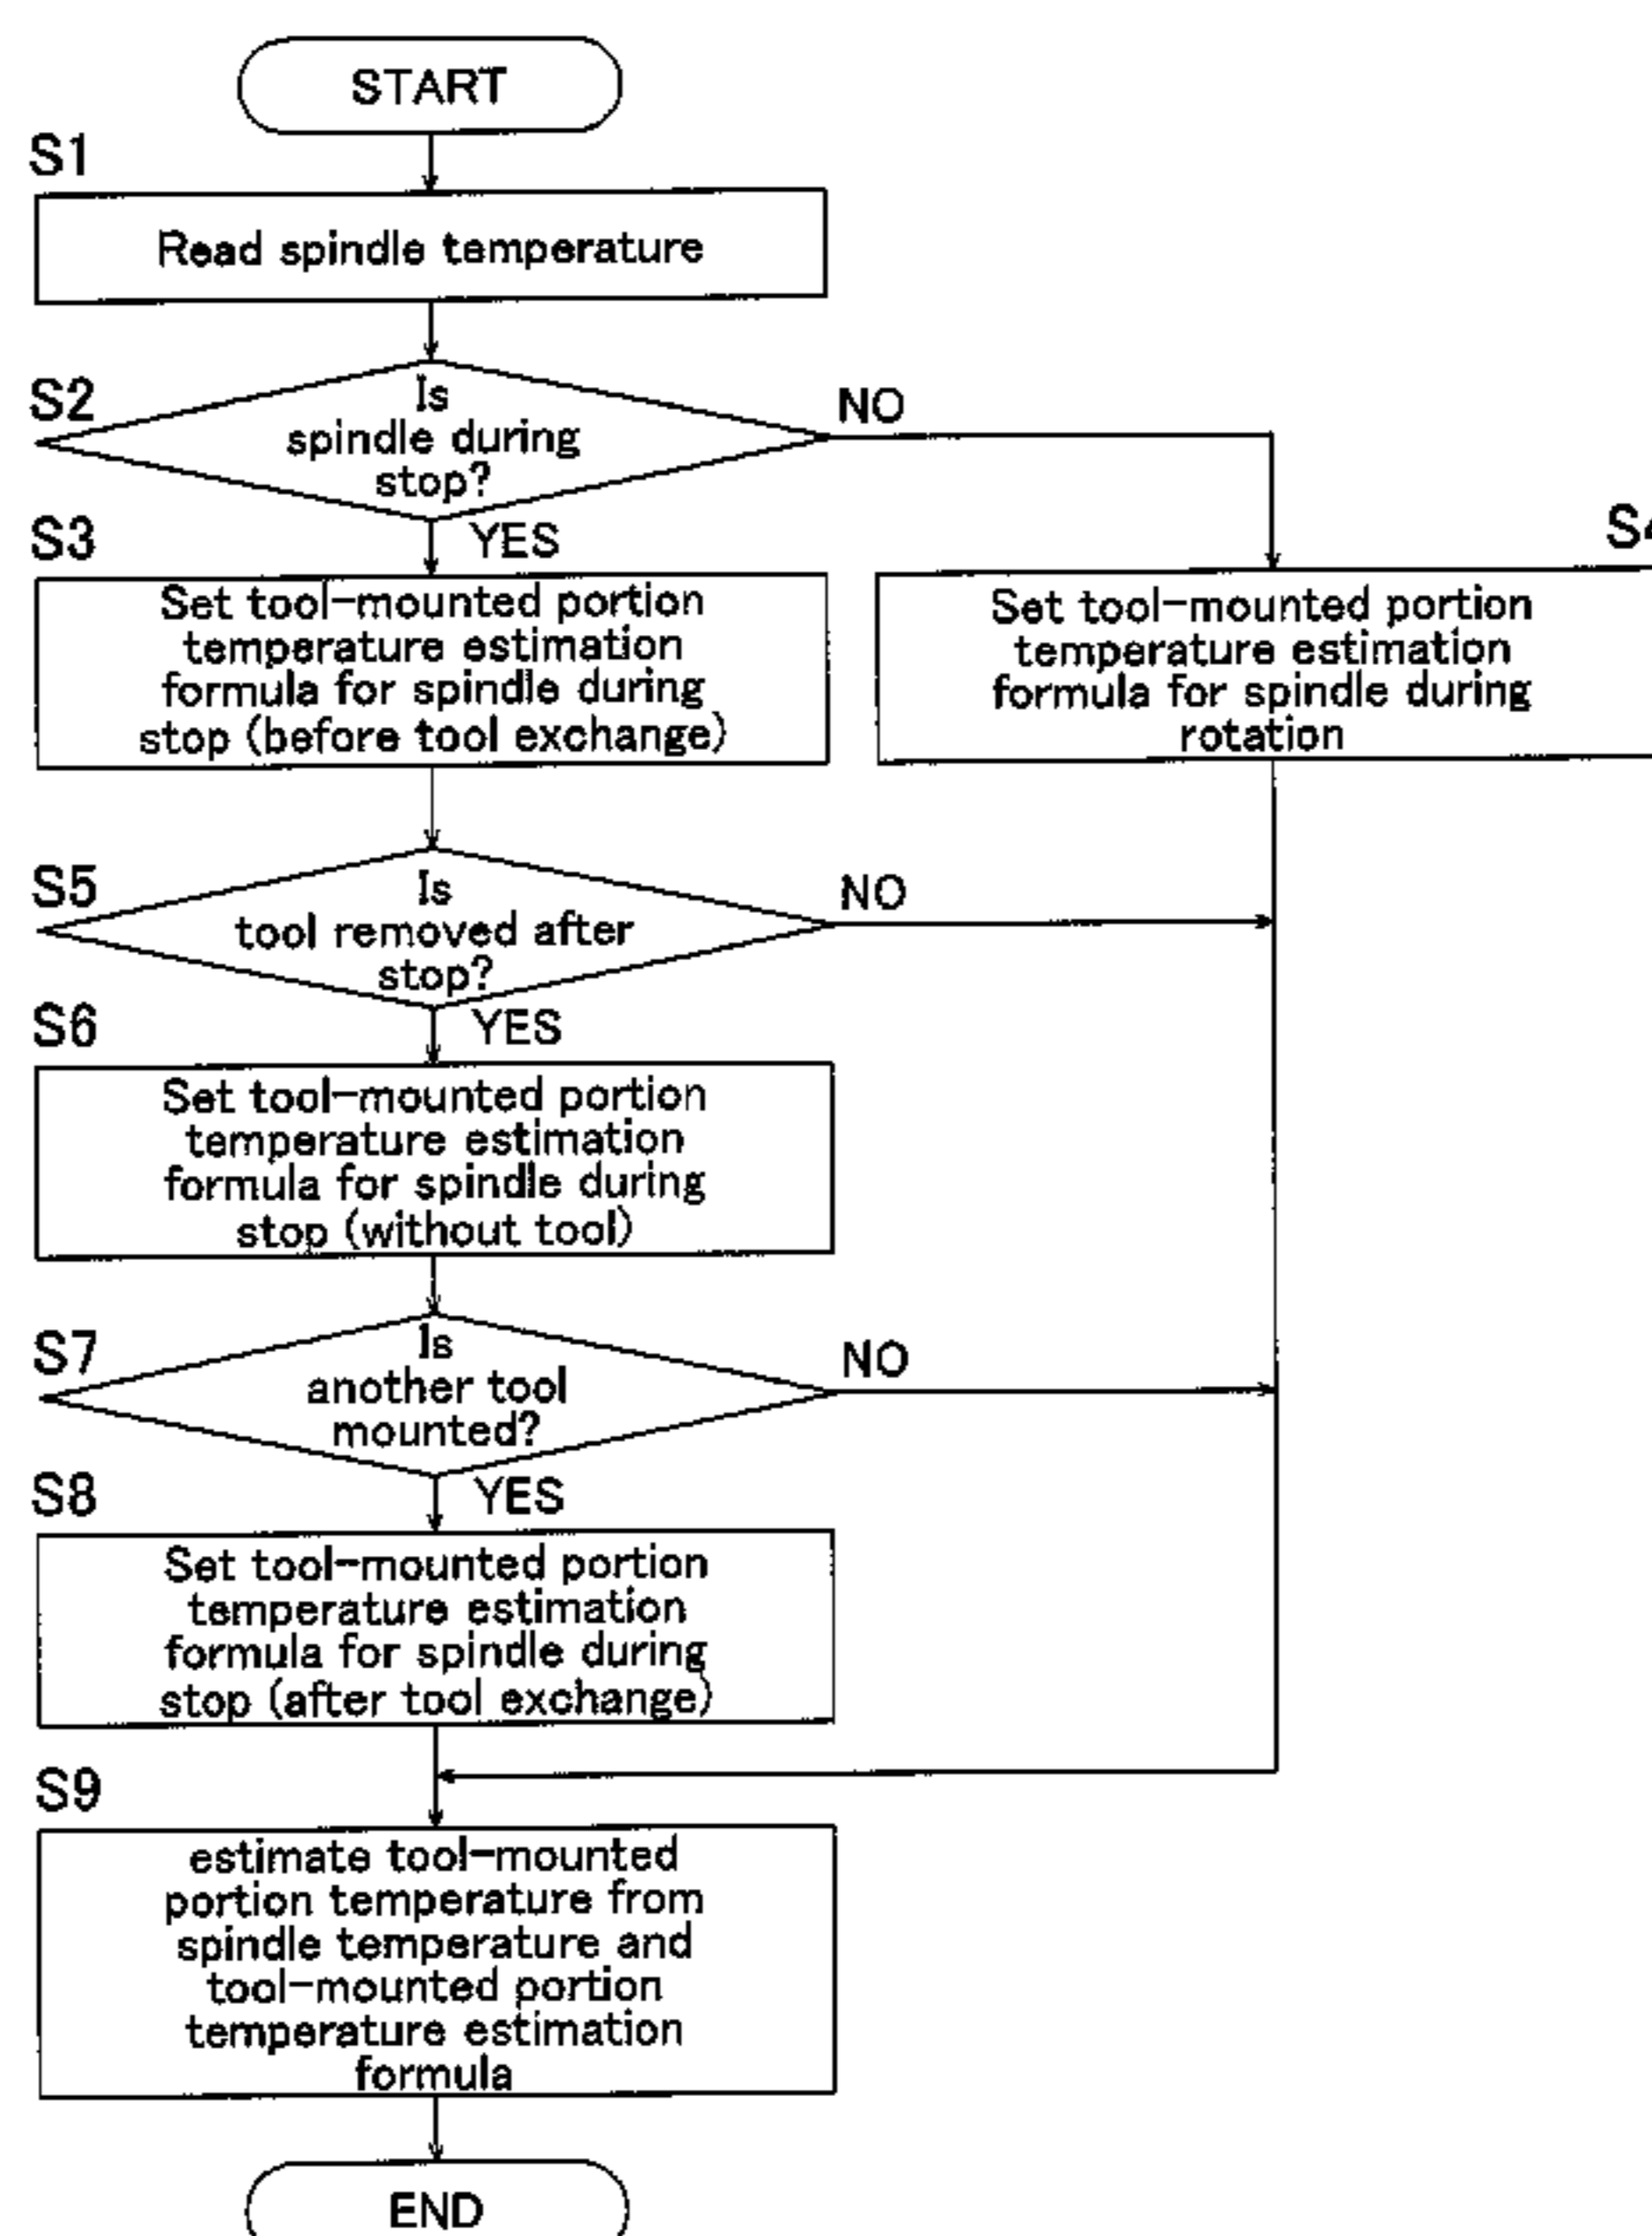 START
S1
Read spindle temperature
S2
Is
spindle during
stop?
NO
YES
S3
Set tool-mounted portion
temperature estimation
formula for spindle during
stop (before tool exchange)
S4
Set tool-mounted portion
temperature estimation
formula for spindle during
rotation
S5
Is
tool removed after
stop?
NO
YES
S6
Set tool-mounted portion
temperature estimation
formula for spindle during
stop (without tool)
S7
Is
another tool
mounted?
NO
YES
S8
Set tool-mounted portion
temperature estimation
formula for spindle during
stop (after tool exchange)
S9
estimate tool-mounted
portion temperature from
spindle temperature and
tool-mounted portion
temperature estimation
formula
END